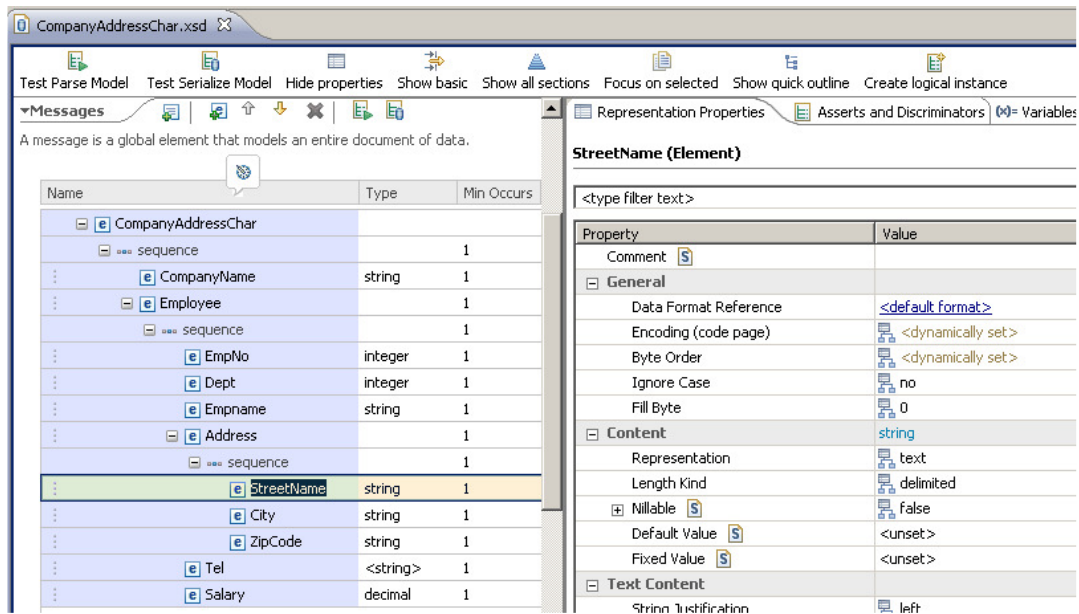 CompanyAddressChar.xsd
Test Parse Model Test Serialize Model Hide properties Show basic Show all sections Focus on selected Show quick outline Create logical instance
Messages
A message is a global element that models an entire document of data.
Name Type Min Occurs
e CompanyAddressChar
sequence 1
e CompanyName string 1
e Employee 1
sequence 1
e EmpNo integer 1
e Dept integer 1
e Empname string 1
e Address 1
sequence 1
e StreetName string 1
e City string 1
e ZipCode string 1
e Tel <string> 1
e Salary decimal 1
Representation Properties Asserts and Discriminators (x)= Variables
StreetName (Element)
<type filter text>
Property Value
Comment S
General
Data Format Reference <default format>
Encoding (code page) <dynamically set>
Byte Order <dynamically set>
Ignore Case no
Fill Byte 0
Content string
Representation text
Length Kind delimited
Nillable S false
Default Value S <unset>
Fixed Value S <unset>
Text Content
String Justification left